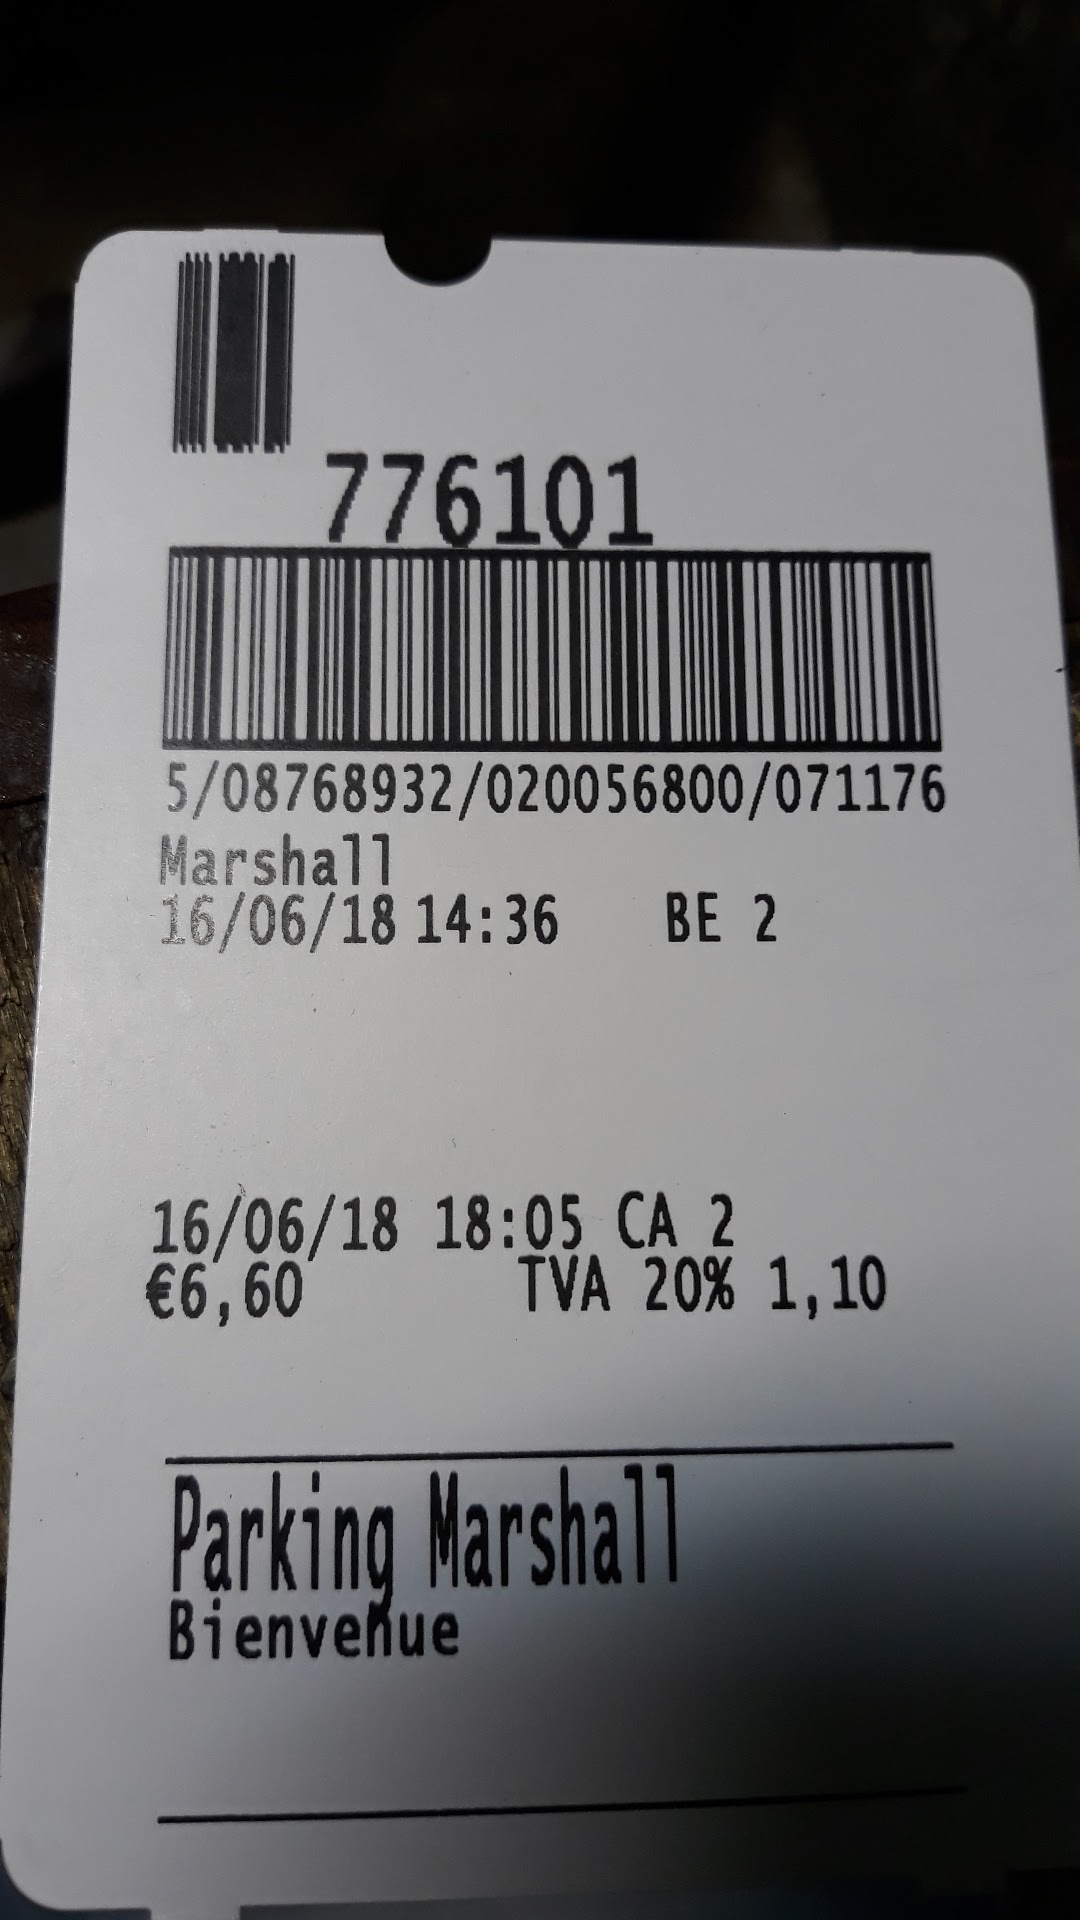 776101
5/08768932/020056800/071176
Marshall
16/06/18 14:36 BE 2
16/06/18 18:05 CA 2
€6,60 TVA 20% 1,10
Parking Marshall
Bienvenue